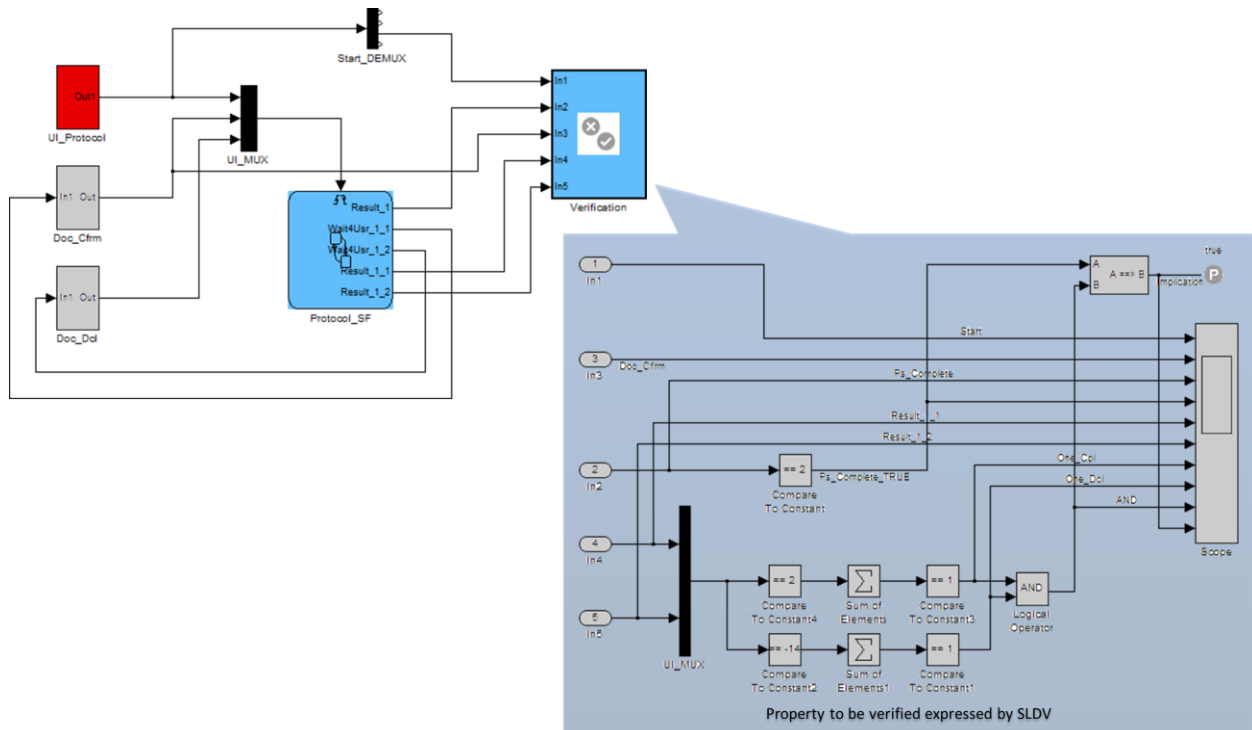 Start_DEMUX
Out1
UI_Protocol
UI_MUX
In1 Out
Doc_Cfrm
In1 Out
Doc_Dcl
Result_1
Wait4Usr_1_1
Wait4Usr_1_2
Result_1_1
Result_1_2
Protocol_SF
In1
In2
In3
In4
In5
Verification
1
In1
3
In3
Doc_Cfrm
2
In2
4
In4
5
In5
UI_MUX
== 2
Compare
To Constant
Ps_Complete_TRUE
== 2
Compare
To Constant4
Sum of
Elements
== 1
Compare
To Constant3
== -14
Compare
To Constant2
Sum of
Elements1
== 1
Compare
To Constant1
AND
Logical
Operator
A
B
A ==> B
Implication
true
P
Start
Ps_Complete
Result_1_1
Result_1_2
One_Cpl
One_Dcl
AND
Scope
Property to be verified expressed by SLDV